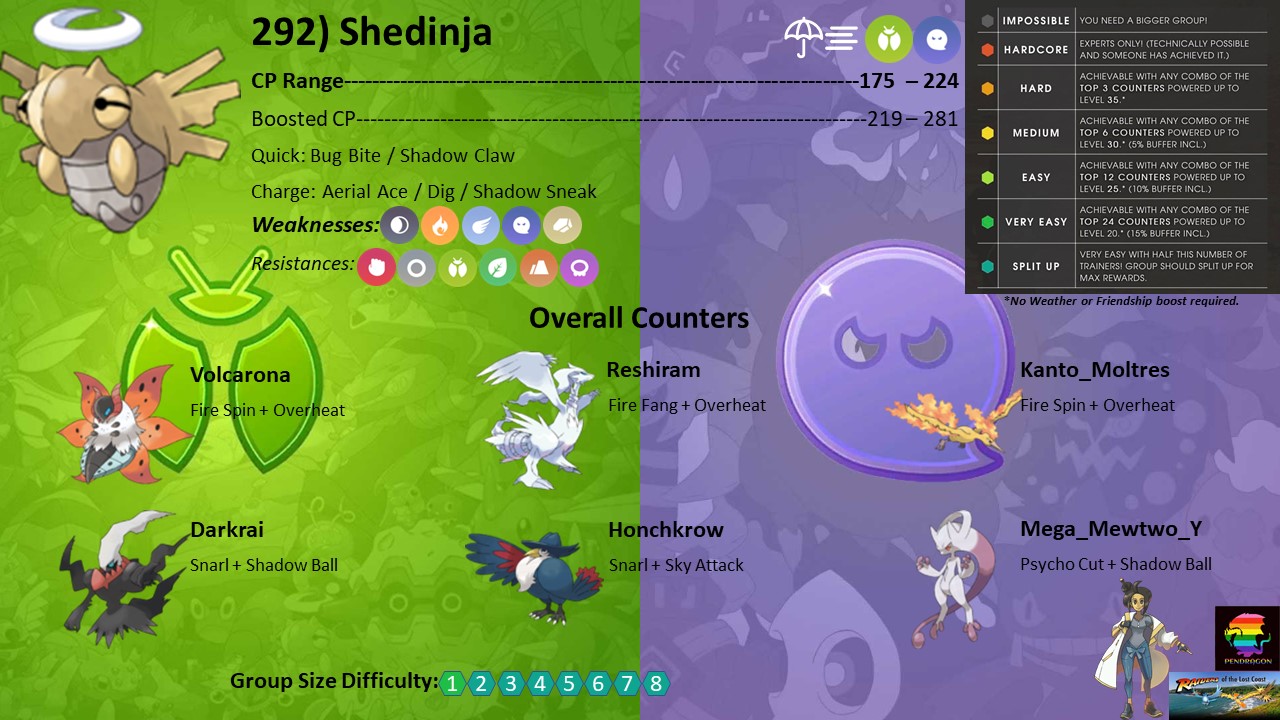 292) Shedinja
CP Range---175 – 224
Boosted CP---219 – 281
Quick: Bug Bite / Shadow Claw
Charge: Aerial Ace / Dig / Shadow Sneak
Weaknesses:
Resistances:
IMPOSSIBLE YOU NEED A BIGGER GROUP!
HARDCORE EXPERTS ONLY! (TECHNICALLY POSSIBLE
AND SOMEONE HAS ACHIEVED IT.)
HARD ACHIEVABLE WITH ANY COMBO OF THE
TOP 3 COUNTERS POWERED UP TO
LEVEL 35.*
MEDIUM ACHIEVABLE WITH ANY COMBO OF THE
TOP 6 COUNTERS POWERED UP TO
LEVEL 30.* (5% BUFFER INCL.)
EASY ACHIEVABLE WITH ANY COMBO OF THE
TOP 12 COUNTERS POWERED UP TO
LEVEL 25.* (10% BUFFER INCL.)
VERY EASY ACHIEVABLE WITH ANY COMBO OF THE
TOP 24 COUNTERS POWERED UP TO
LEVEL 20.* (15% BUFFER INCL.)
SPLIT UP VERY EASY WITH HALF THIS NUMBER OF
TRAINERS! GROUP SHOULD SPLIT UP FOR
MAX REWARDS.
*No Weather or Friendship boost required.
Overall Counters
Volcarona
Fire Spin + Overheat
Reshiram
Fire Fang + Overheat
Kanto_Moltres
Fire Spin + Overheat
Darkrai
Snarl + Shadow Ball
Honchkrow
Snarl + Sky Attack
Mega_Mewtwo_Y
Psycho Cut + Shadow Ball
Group Size Difficulty: 1 2 3 4 5 6 7 8
PENDRAGON
RAIDERS of the Lost Coast